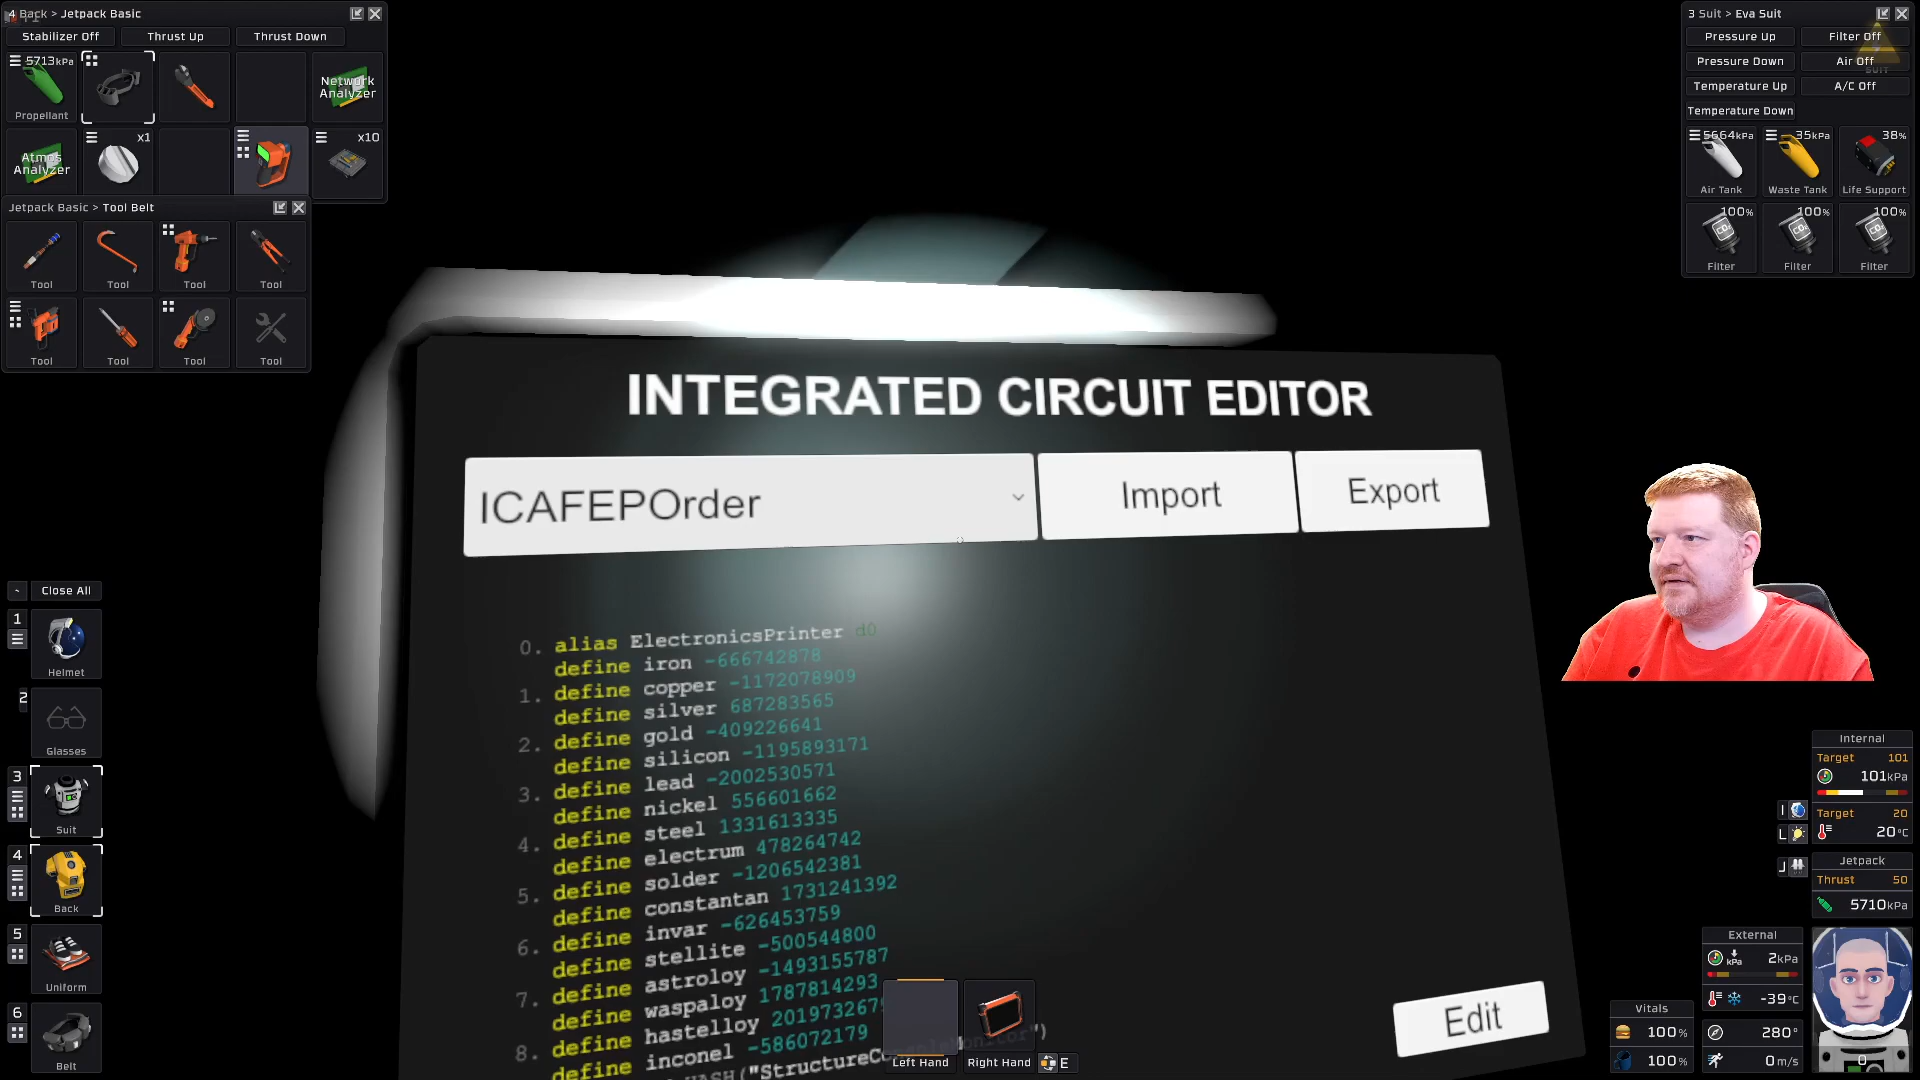 4 Back > Jetpack Basic
Stabilizer Off
Thrust Up
Thrust Down
5713kPa
Propellant
Network Analyzer
Atmos Analyzer
x1
x10
Jetpack Basic > Tool Belt
Tool
Tool
Tool
Tool
Tool
Tool
Tool
Tool
3 Suit > Eva Suit
Pressure Up
Filter Off
Pressure Down
Air Off
Temperature Up
A/C Off
Temperature Down
5664kPa
35kPa
38%
Air Tank
Waste Tank
Life Support
100%
100%
100%
Filter
Filter
Filter
INTEGRATED CIRCUIT EDITOR
ICAFEPOrder
Import
Export
0. alias ElectronicsPrinter d0
define iron -666742878
1. define copper -1172078909
define silver 687283565
2. define gold -409226641
define silicon -1195893171
3. define lead -2002530571
define nickel 556601662
4. define steel 1331613335
define electrum 478264742
5. define solder -1206542381
define constantan 1731241392
6. define invar -626453759
define stellite -500544800
7. define astroloy -1493155787
define waspaloy 1787814293
8. define hastelloy
define inconel -586072179
Edit
~ Close All
1
Helmet
2
Glasses
3
Suit
4
Back
5
Uniform
6
Belt
Left Hand
Right Hand
E
Internal
Target 101
101kPa
Target 20
20°C
I
L
J
Jetpack
Thrust 50
5710kPa
External
kPa
2kPa
-39°C
280°
0m/s
Vitals
100%
100%
0